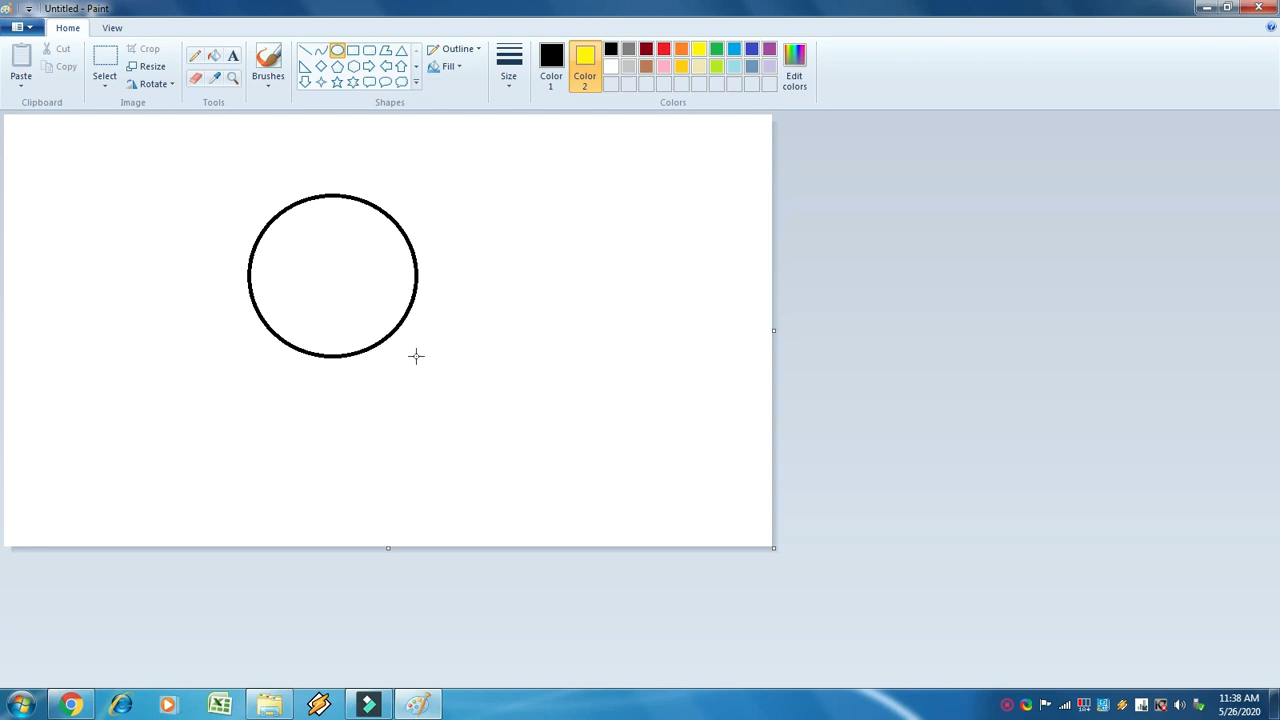 Untitled - Paint
Home View
Paste
Cut
Copy
Clipboard
Select
Crop
Resize
Rotate
Image
A
Tools
Brushes
Outline
Fill
Shapes
Size
Color 1
Color 2
Edit colors
Colors
11:38 AM
5/26/2020